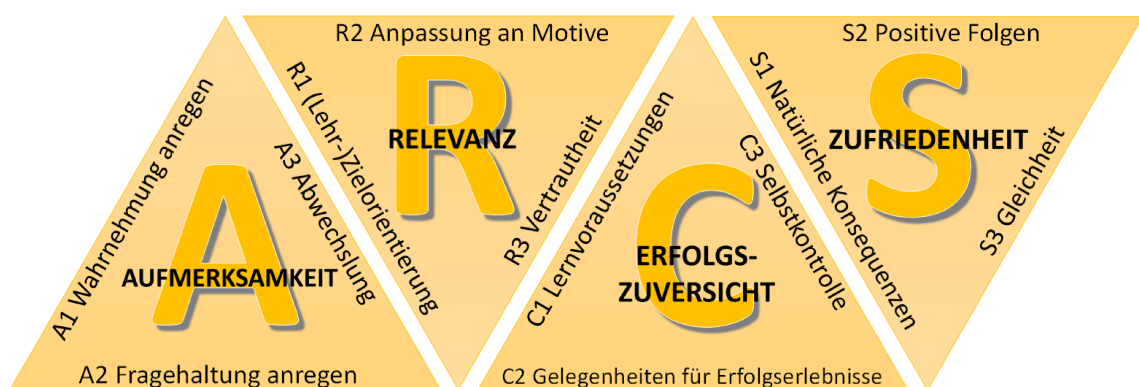 A
AUFMERKSAMKEIT
A1 Wahrnehmung anregen
A2 Fragehaltung anregen
A3 Abwechslung
R
RELEVANZ
R1 (Lehr-)Zielorientierung
R2 Anpassung an Motive
R3 Vertrautheit
C
ERFOLGS-
ZUVERSICHT
C1 Lernvoraussetzungen
C2 Gelegenheiten für Erfolgserlebnisse
C3 Selbstkontrolle
S
ZUFRIEDENHEIT
S1 Natürliche Konsequenzen
S2 Positive Folgen
S3 Gleichheit